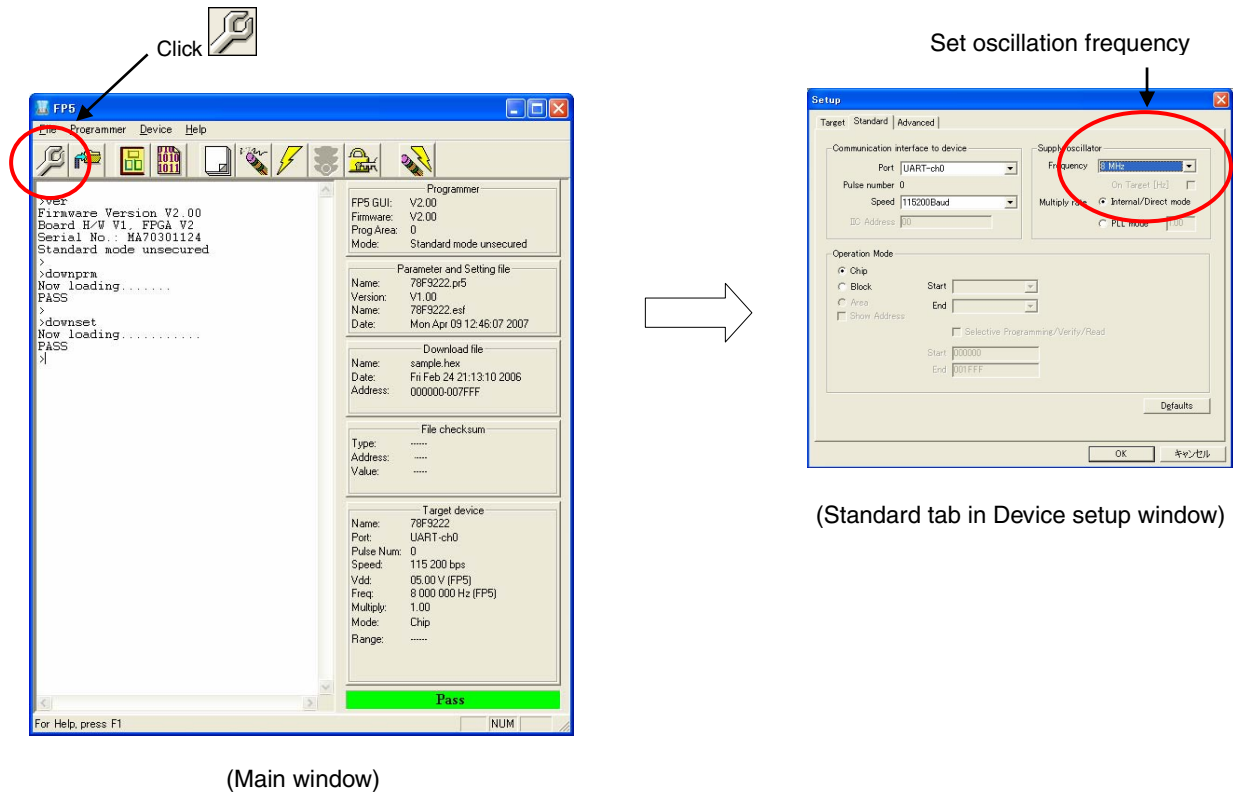 Click
Set oscillation frequency
FP5
File Programmer Device Help
>ver
Firmware Version V2.00
Board H/W V1, FPGA V2
Serial No.: MA70301124
Standard mode unsecured
>
>downprm
Now loading.......
PASS
>
>downset
Now loading...........
PASS
>
Programmer
FP5 GUI: V2.00
Firmware: V2.00
Prog Area: 0
Mode: Standard mode unsecured
Parameter and Setting file
Name: 78F9222.pr5
Version: V1.00
Name: 78F9222.esf
Date: Mon Apr 09 12:46:07 2007
Download file
Name: sample.hex
Date: Fri Feb 24 21:13:10 2006
Address: 000000-007FFF
File checksum
Type: ------
Address: -----
Value: -----
Target device
Name: 78F9222
Port: UART-ch0
Pulse Num: 0
Speed: 115 200 bps
Vdd: 05.00 V (FP5)
Freq: 8 000 000 Hz (FP5)
Multiply: 1.00
Mode: Chip
Range: ------
Pass
For Help, press F1
NUM
(Main window)
Setup
Target Standard Advanced
Communication interface to device
Port UART-ch0
Pulse number 0
Speed 115200Baud
IIC Address 00
Supply oscillator
Frequency 8 MHz
On Target [Hz]
Multiply rate Internal/Direct mode
PLL mode 1.00
Operation Mode
Chip
Block Start
Area End
Show Address
Selective Programming/Verify/Read
Start 000000
End 001FFF
Defaults
OK キャンセル
(Standard tab in Device setup window)